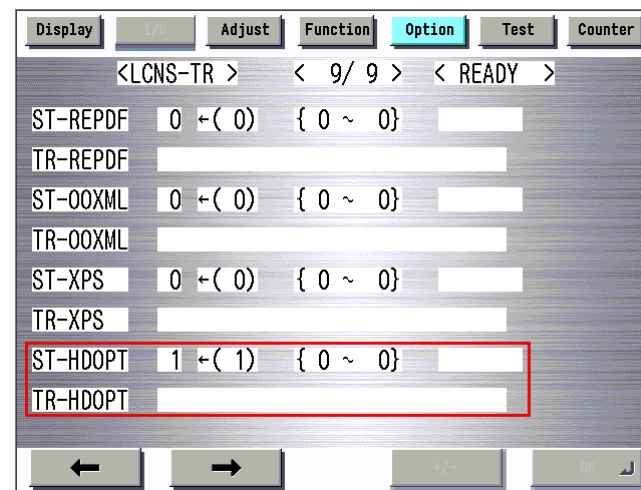 Display I/O Adjust Function Option Test Counter
<LCNS-TR > < 9/ 9 > < READY >
ST-REPDF 0 ←( 0) { 0 ~ 0}
TR-REPDF
ST-OOXML 0 ←( 0) { 0 ~ 0}
TR-OOXML
ST-XPS 0 ←( 0) { 0 ~ 0}
TR-XPS
ST-HDOPT 1 ←( 1) { 0 ~ 0}
TR-HDOPT
← → +/- OK